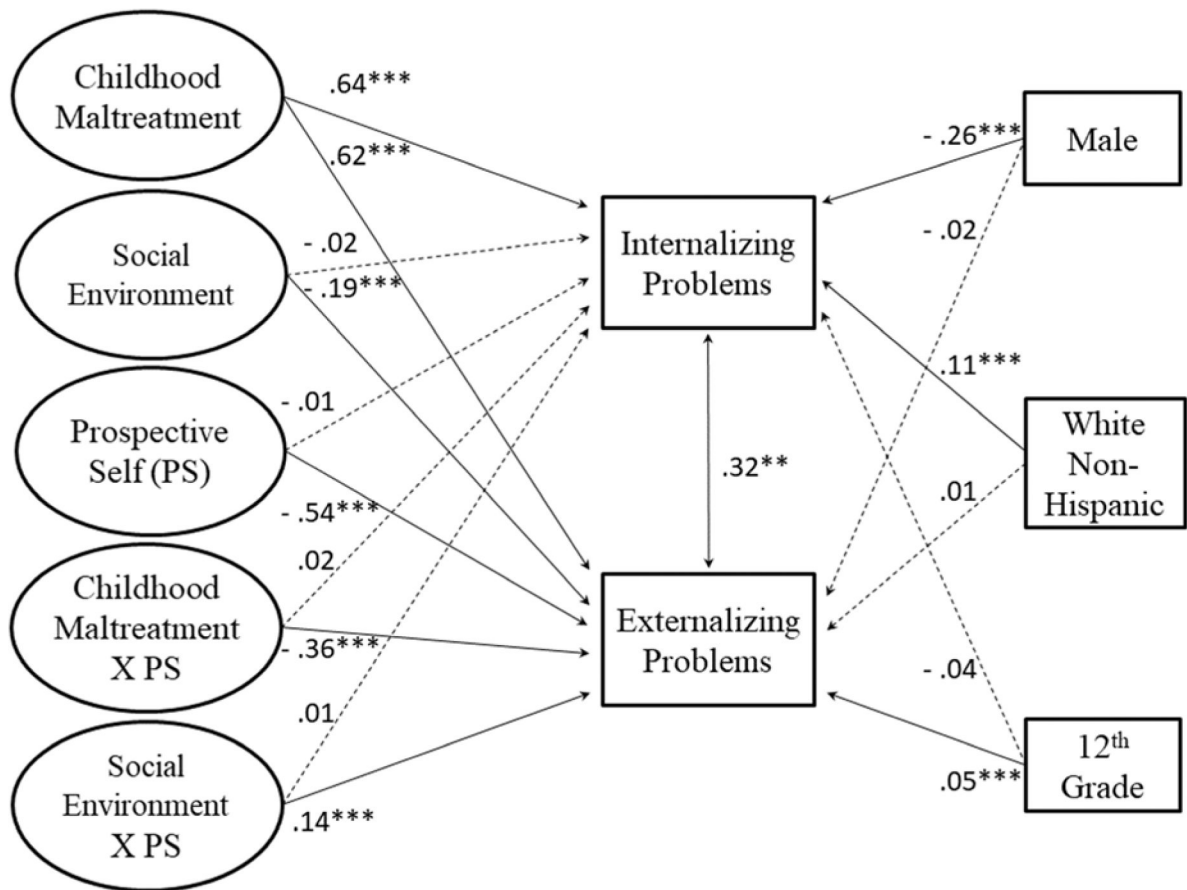 Childhood
Maltreatment
.64***
.62***
Social
Environment
- .02
- .19***
Prospective
Self (PS)
- .01
- .54***
Childhood
Maltreatment
X PS
.02
- .36***
Social
Environment
X PS
.01
.14***
Internalizing
Problems
.32**
Externalizing
Problems
- .26***
Male
- .02
.11***
White
Non-
Hispanic
.01
- .04
12th
Grade
.05***